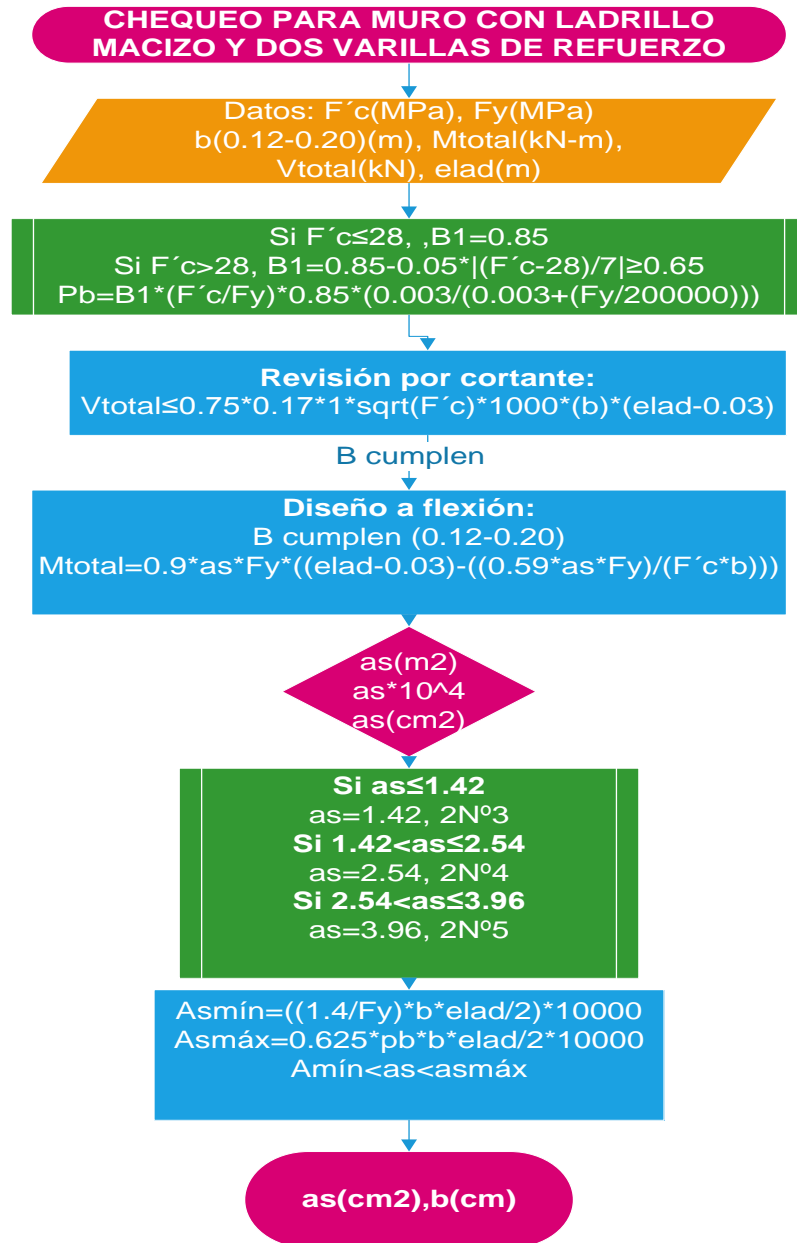 CHEQUEO PARA MURO CON LADRILLO
MACIZO Y DOS VARILLAS DE REFUERZO
Datos: F´c(MPa), Fy(MPa)
b(0.12-0.20)(m), Mtotal(kN-m),
Vtotal(kN), elad(m)
Si F´c≤28, ,B1=0.85
Si F´c>28, B1=0.85-0.05*|(F´c-28)/7|≥0.65
Pb=B1*(F´c/Fy)*0.85*(0.003/(0.003+(Fy/200000)))
Revisión por cortante:
Vtotal≤0.75*0.17*1*sqrt(F´c)*1000*(b)*(elad-0.03)
B cumplen
Diseño a flexión:
B cumplen (0.12-0.20)
Mtotal=0.9*as*Fy*((elad-0.03)-((0.59*as*Fy)/(F´c*b)))
as(m2)
as*10^4
as(cm2)
Si as≤1.42
as=1.42, 2Nº3
Si 1.42<as≤2.54
as=2.54, 2Nº4
Si 2.54<as≤3.96
as=3.96, 2Nº5
Asmín=((1.4/Fy)*b*elad/2)*10000
Asmáx=0.625*pb*b*elad/2*10000
Amín<as<asmáx
as(cm2),b(cm)